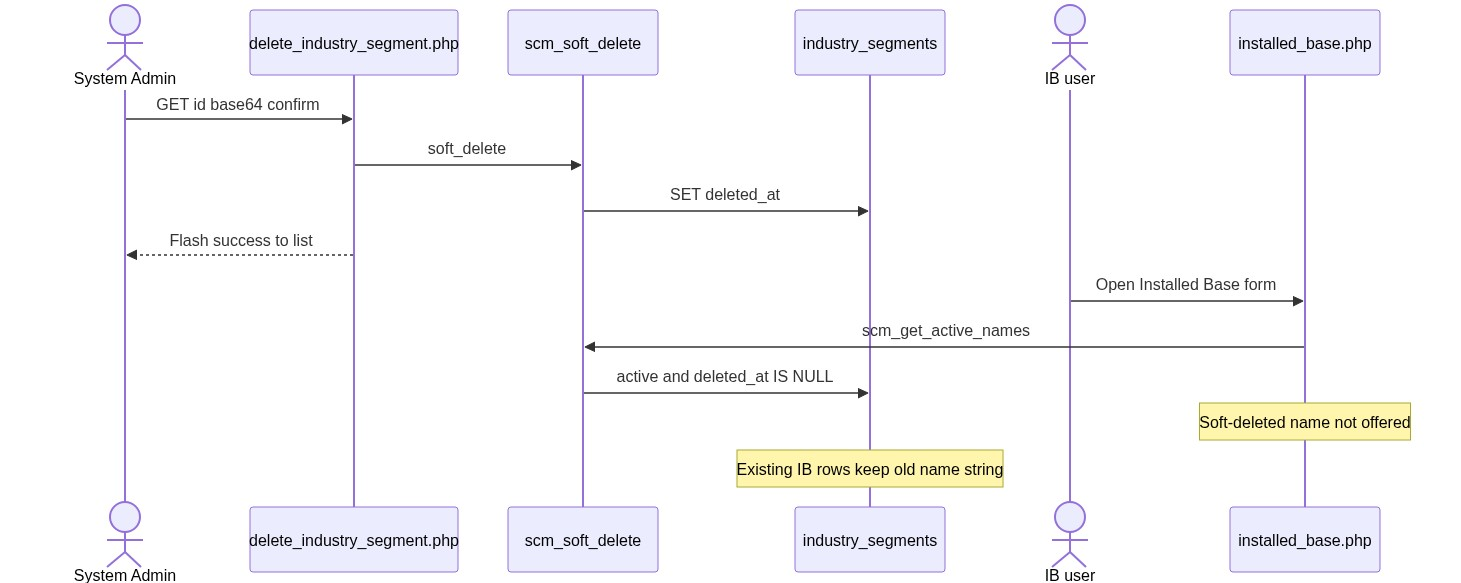 System Admin
delete_industry_segment.php
scm_soft_delete
industry_segments
IB user
installed_base.php
GET id base64 confirm
soft_delete
SET deleted_at
Flash success to list
Open Installed Base form
scm_get_active_names
active and deleted_at IS NULL
Soft-deleted name not offered
Existing IB rows keep old name string
System Admin
delete_industry_segment.php
scm_soft_delete
industry_segments
IB user
installed_base.php